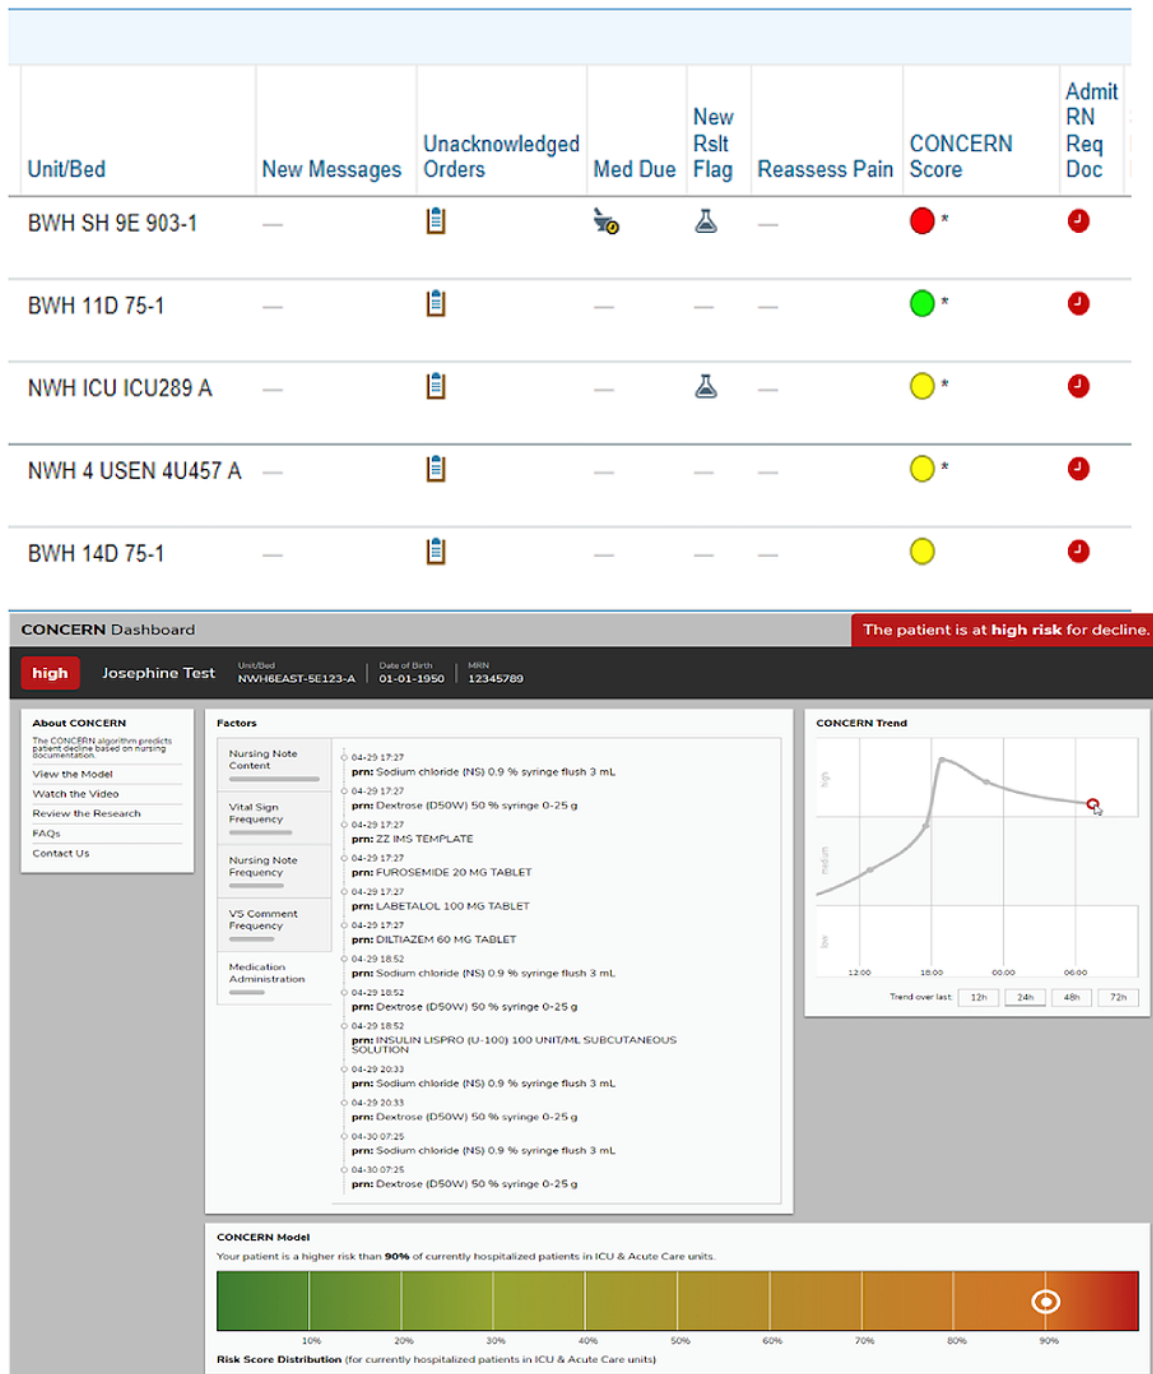 Unit/Bed
New Messages
Unacknowledged
Orders
Med Due
New
Rslt
Flag
Reassess Pain
CONCERN
Score
Admit
RN
Req
Doc
BWH SH 9E 903-1 — — *
BWH 11D 75-1 — — — — *
NWH ICU ICU289 A — — — *
NWH 4 USEN 4U457 A — — — — *
BWH 14D 75-1 — — — —
CONCERN Dashboard
The patient is at high risk for decline.
high
Josephine Test
Unit/Bed
NWH6EAST-5E123-A
Date of Birth
01-01-1950
MRN
12345789
About CONCERN
The CONCERN algorithm predicts
patient decline based on nursing
documentation.
View the Model
Watch the Video
Review the Research
FAQs
Contact Us
Factors
Nursing Note
Content
Vital Sign
Frequency
Nursing Note
Frequency
VS Comment
Frequency
Medication
Administration
04-29 17:27
prn: Sodium chloride (NS) 0.9 % syringe flush 3 mL
04-29 17:27
prn: Dextrose (D50W) 50 % syringe 0-25 g
04-29 17:27
prn: ZZ IMS TEMPLATE
04-29 17:27
prn: FUROSEMIDE 20 MG TABLET
04-29 17:27
prn: LABETALOL 100 MG TABLET
04-29 17:27
prn: DILTIAZEM 60 MG TABLET
04-29 18:52
prn: Sodium chloride (NS) 0.9 % syringe flush 3 mL
04-29 18:52
prn: Dextrose (D50W) 50 % syringe 0-25 g
04-29 18:52
prn: INSULIN LISPRO (U-100) 100 UNIT/ML SUBCUTANEOUS
SOLUTION
04-29 20:33
prn: Sodium chloride (NS) 0.9 % syringe flush 3 mL
04-29 20:33
prn: Dextrose (D50W) 50 % syringe 0-25 g
04-30 07:25
prn: Sodium chloride (NS) 0.9 % syringe flush 3 mL
04-30 07:25
prn: Dextrose (D50W) 50 % syringe 0-25 g
CONCERN Trend
high
medium
low
12:00 18:00 00:00 06:00
Trend over last: 12h 24h 48h 72h
CONCERN Model
Your patient is a higher risk than 90% of currently hospitalized patients in ICU & Acute Care units.
10% 20% 30% 40% 50% 60% 70% 80% 90%
Risk Score Distribution (for currently hospitalized patients in ICU & Acute Care units)